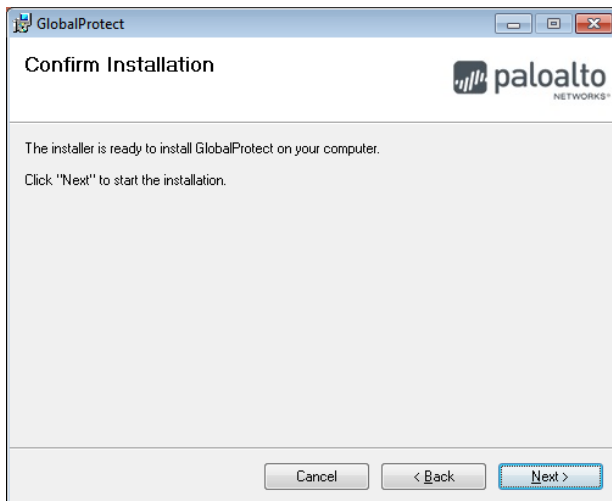 GlobalProtect
Confirm Installation
paloalto
NETWORKS®
The installer is ready to install GlobalProtect on your computer.
Click "Next" to start the installation.
Cancel
< Back
Next >